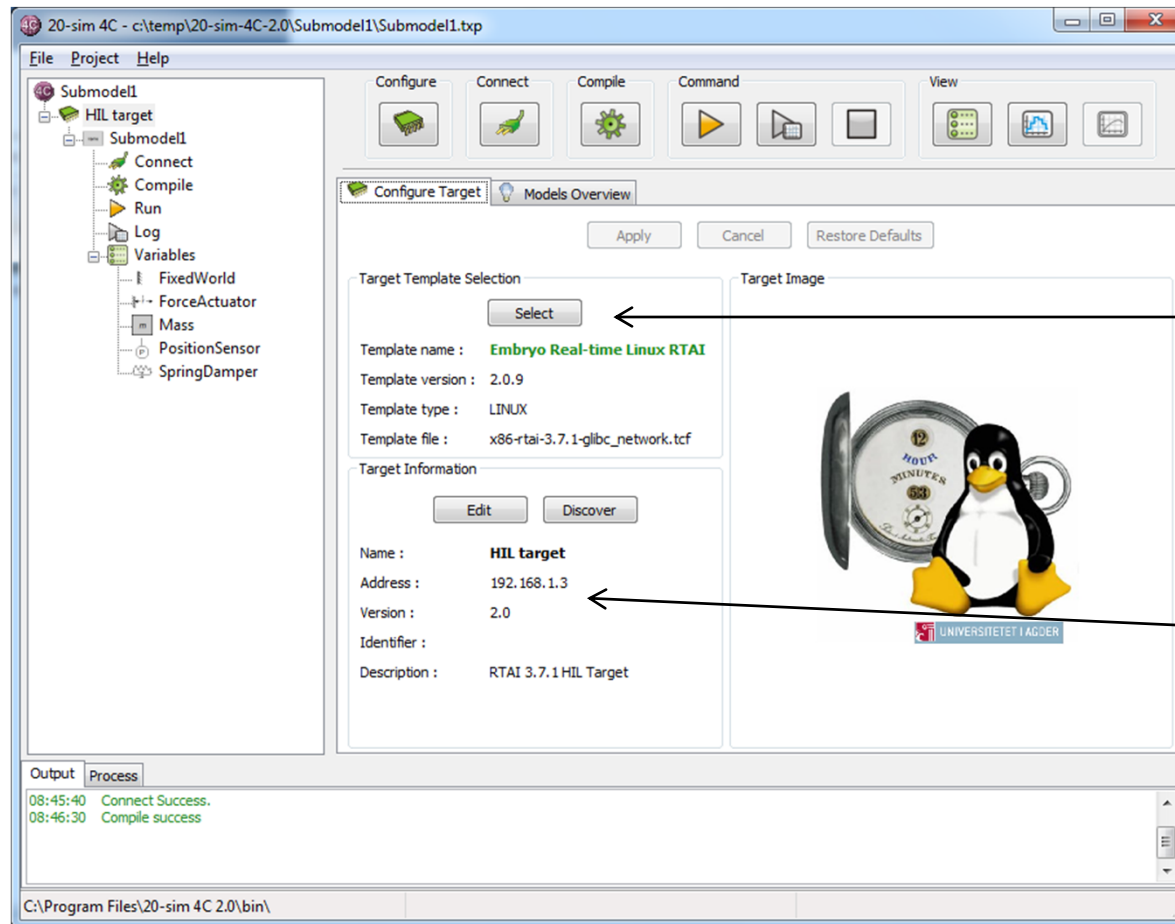 20-sim 4C - c:\temp\20-sim-4C-2.0\Submodel1\Submodel1.txp
File Project Help
Submodel1
HIL target
Submodel1
Connect
Compile
Run
Log
Variables
FixedWorld
ForceActuator
Mass
PositionSensor
SpringDamper
Configure Connect Compile Command View
Configure Target Models Overview
Apply Cancel Restore Defaults
Target Template Selection
Select
Template name : Embryo Real-time Linux RTAI
Template version : 2.0.9
Template type : LINUX
Template file : x86-rtai-3.7.1-glibc_network.tcf
Target Information
Edit Discover
Name : HIL target
Address : 192.168.1.3
Version : 2.0
Identifier :
Description : RTAI 3.7.1 HIL Target
Target Image
12
HOUR
MINUTES
53
UNIVERSITETET I AGDER
Output Process
08:45:40 Connect Success.
08:46:30 Compile success
C:\Program Files\20-sim 4C 2.0\bin\